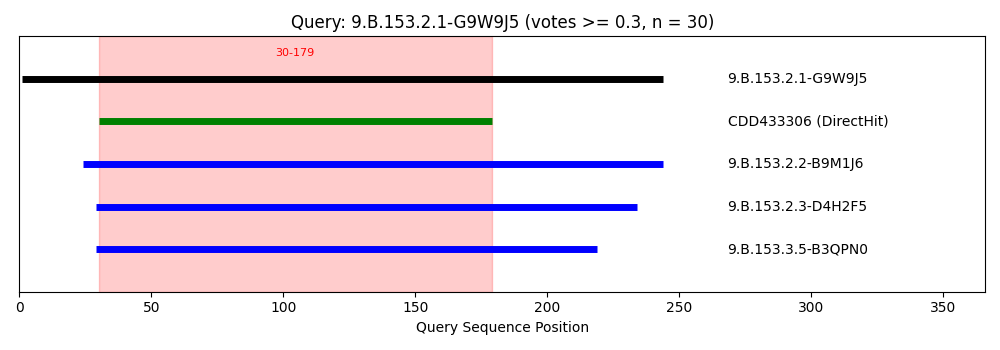 Query: 9.B.153.2.1-G9W9J5 (votes >= 0.3, n = 30)
30-179
9.B.153.2.1-G9W9J5
CDD433306 (DirectHit)
9.B.153.2.2-B9M1J6
9.B.153.2.3-D4H2F5
9.B.153.3.5-B3QPN0
0 50 100 150 200 250 300 350
Query Sequence Position